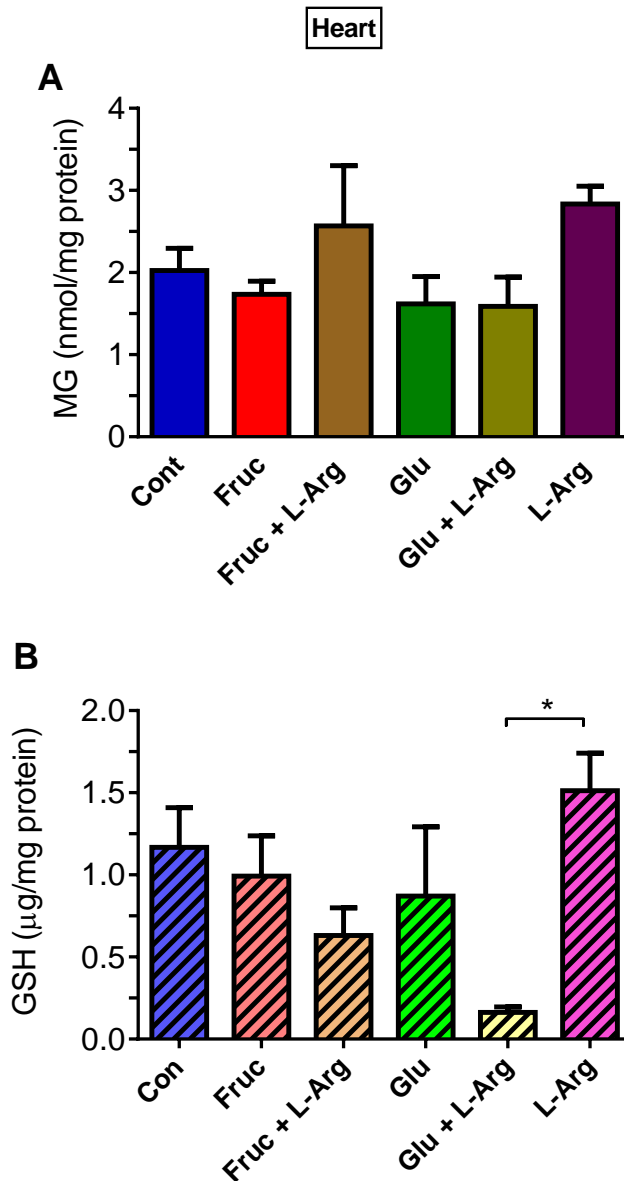 Heart
A
MG (nmol/mg protein)
4
3
2
1
0
Cont
Fruc
Fruc + L-Arg
Glu
Glu + L-Arg
L-Arg
B
GSH (μg/mg protein)
2.0
1.5
1.0
0.5
0.0
*
Con
Fruc
Fruc + L-Arg
Glu
Glu + L-Arg
L-Arg